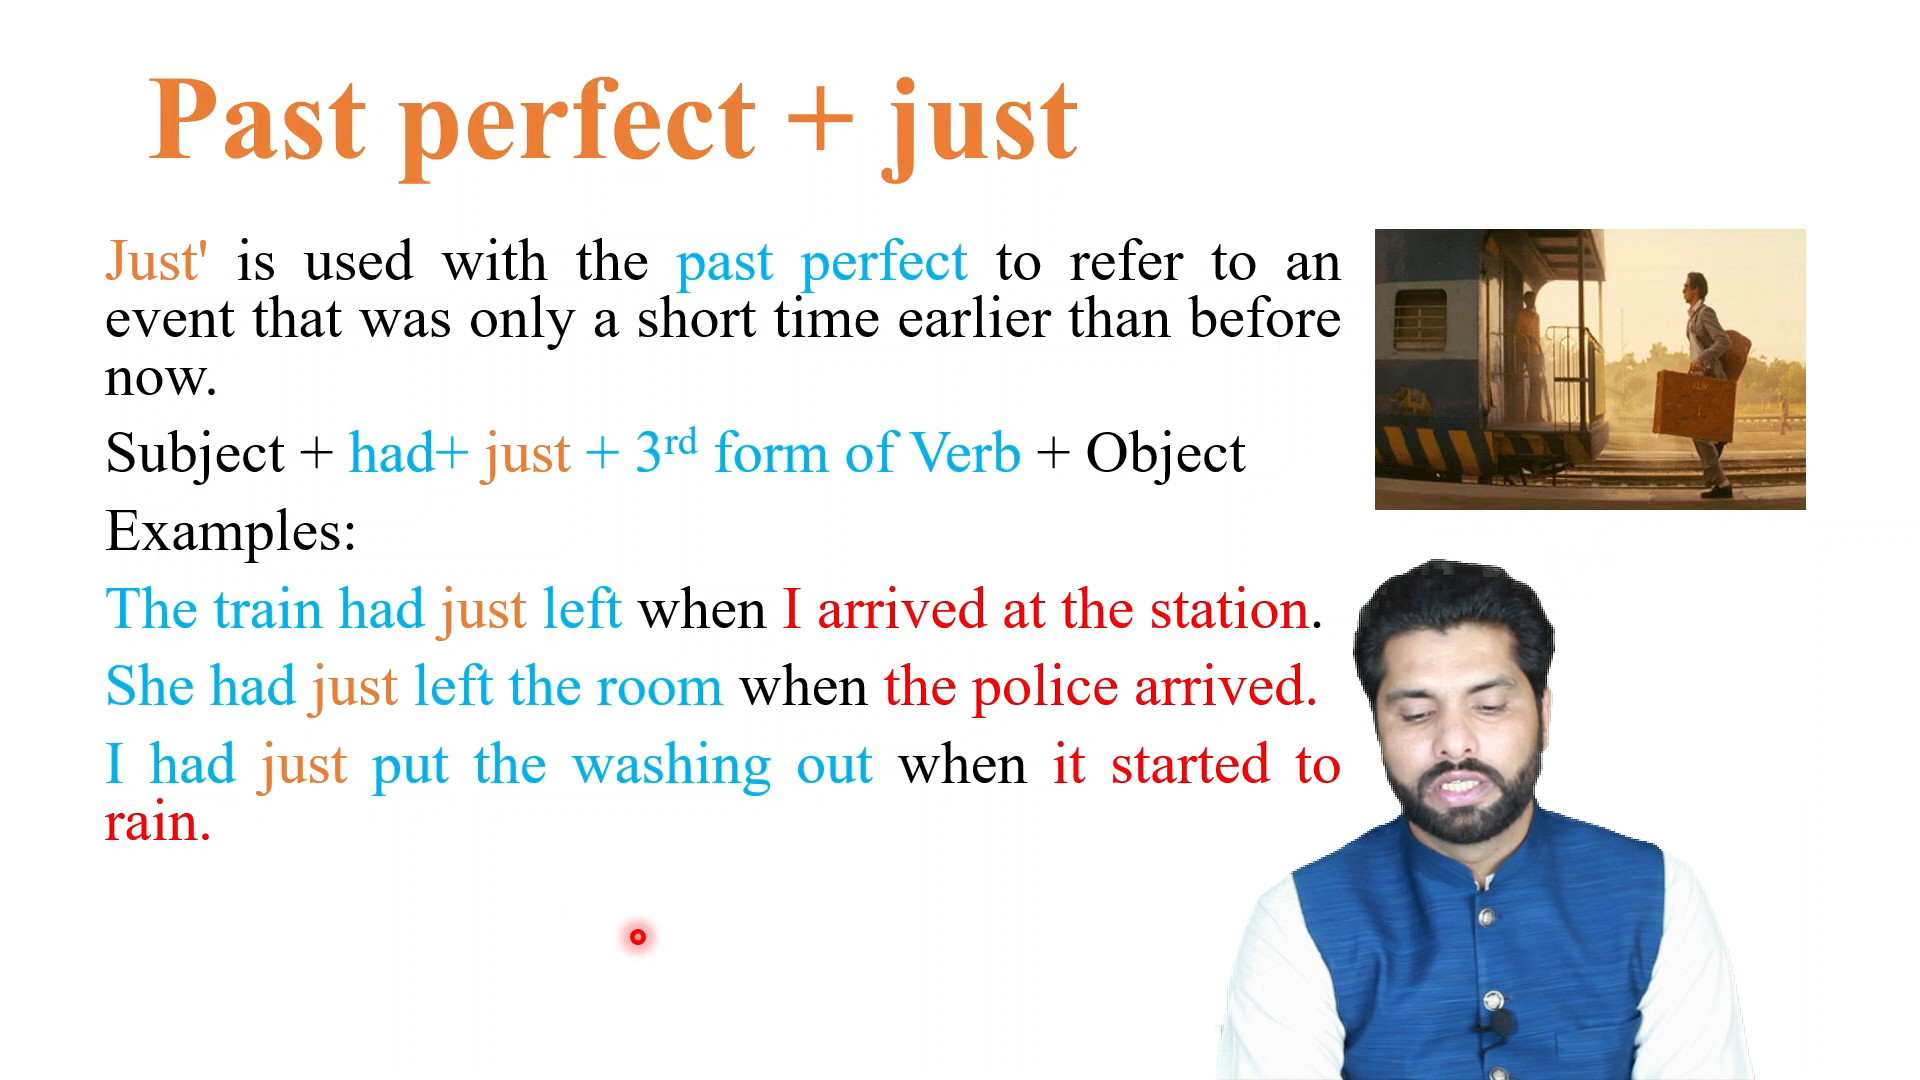 Past perfect + just
Just' is used with the past perfect to refer to an
event that was only a short time earlier than before
now.
Subject + had+ just + 3rd form of Verb + Object
Examples:
The train had just left when I arrived at the station.
She had just left the room when the police arrived.
I had just put the washing out when it started to
rain.